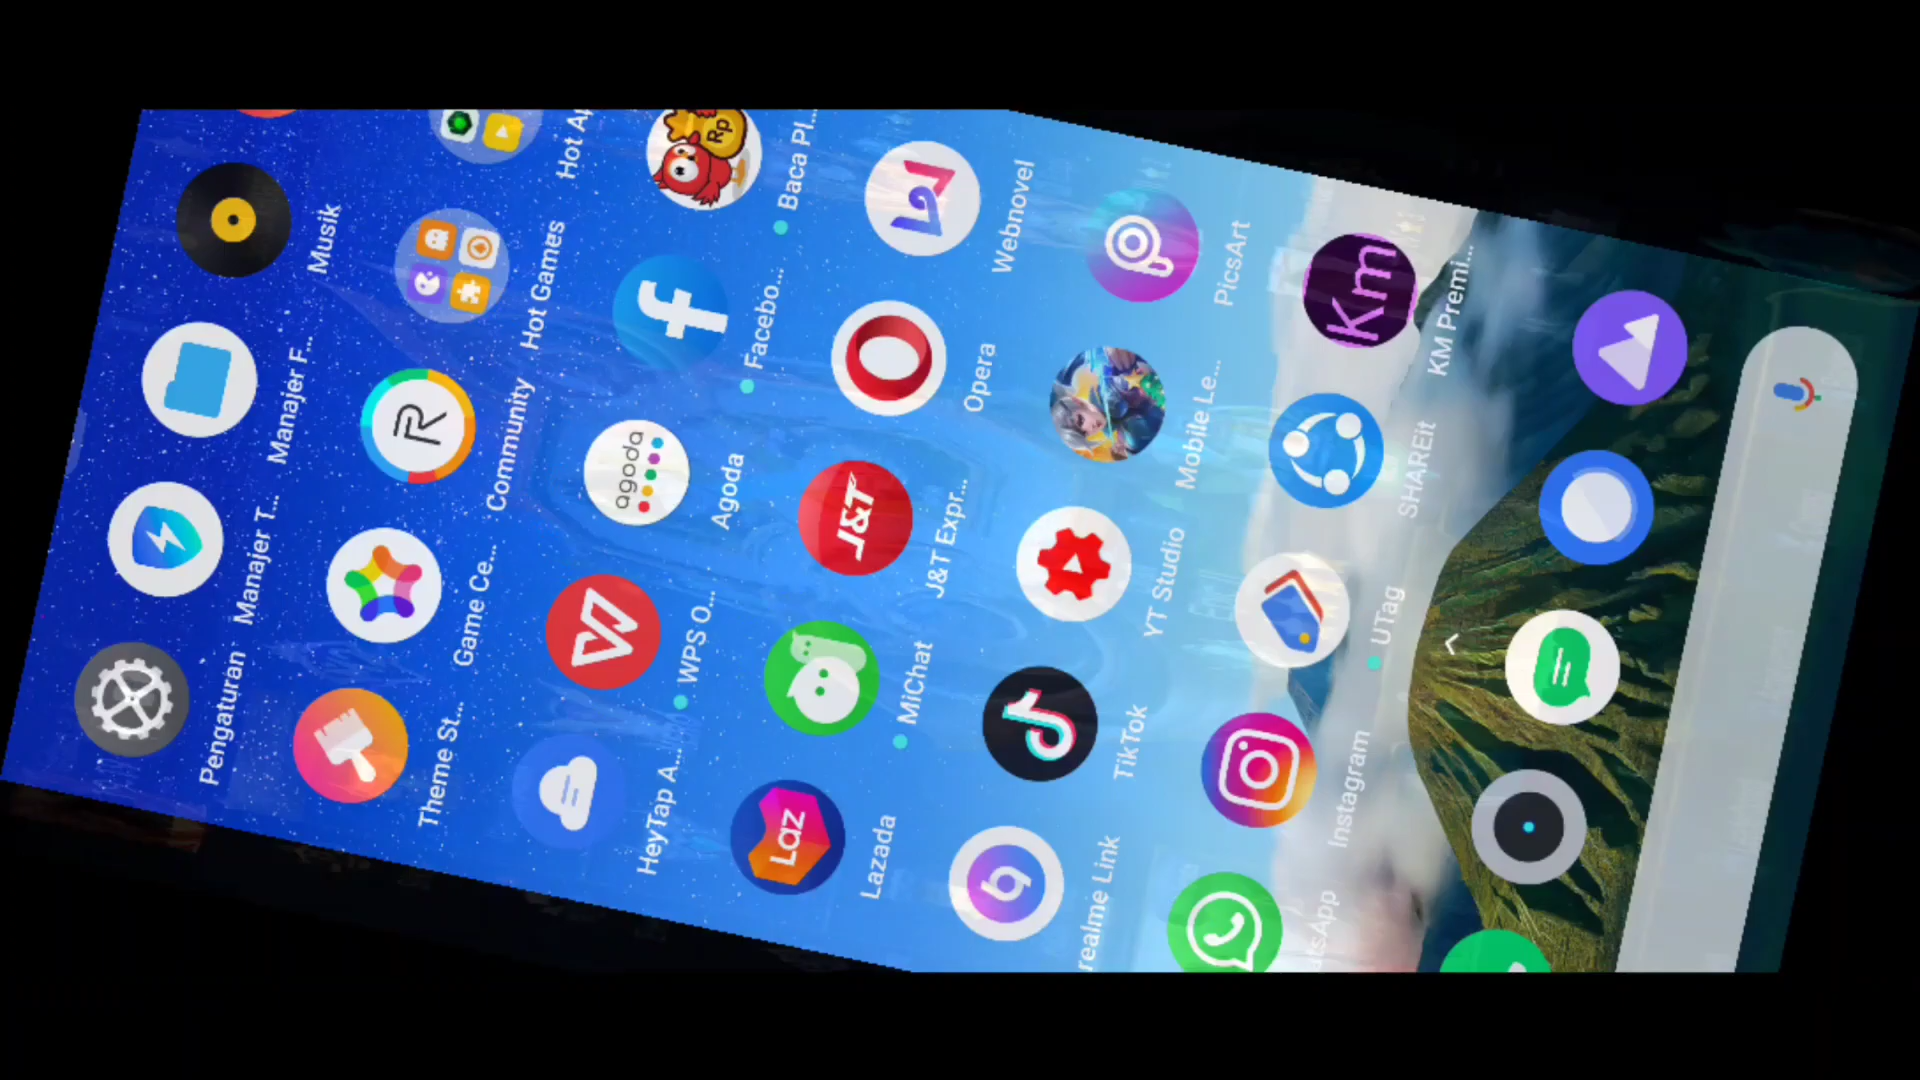 Pengaturan
Manajer T...
Manajer F...
Musik
Theme St...
Game Ce...
Community
Hot Games
Hot A
agoda
Rp
HeyTap A...
WPS O...
Agoda
Facebo...
Baca Pl...
Laz
J&T
Lazada
MiChat
J&T Expr...
Opera
Webnovel
realme Link
TikTok
YT Studio
Mobile Le...
PicsArt
Km
Instagram
UTag
SHAREit
KM Premi...